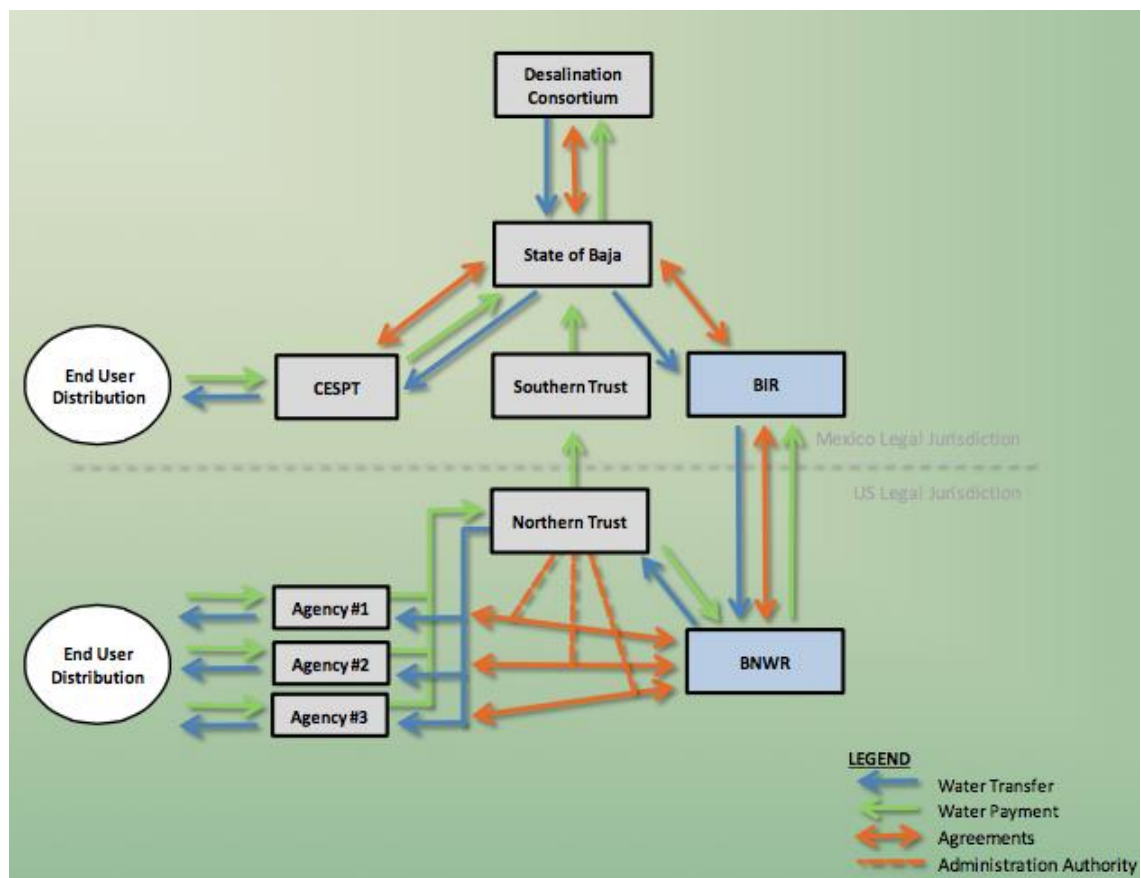 Desalination
Consortium
State of Baja
End User
Distribution
CESPT
Southern Trust
BIR
Mexico Legal Jurisdiction
US Legal Jurisdiction
Northern Trust
Agency #1
End User
Distribution
Agency #2
BNWR
Agency #3
LEGEND
Water Transfer
Water Payment
Agreements
Administration Authority